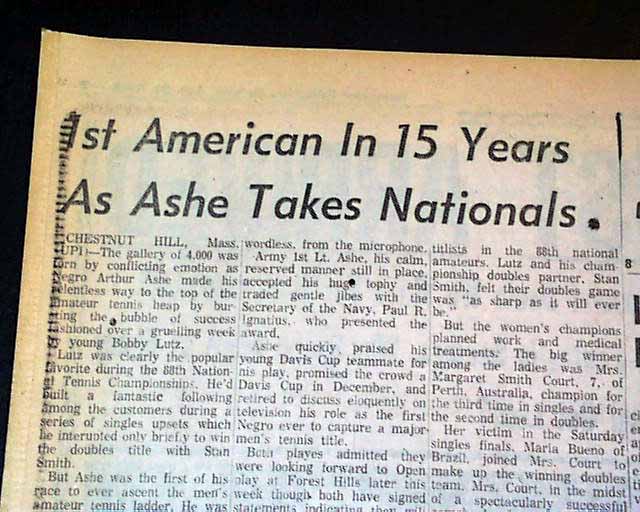 1st American In 15 Years
As Ashe Takes Nationals.
CHESTNUT HILL, Mass.
UPI)—The gallery of 4,000 was
orn by conflicting emotion as
Negro Arthur Ashe made his
relentless way to the top of the
amateur tennis heap by bur-
ing the bubble of success
fashioned over a gruelling week
by young Bobby Lutz.
Lutz was clearly the popular
favorite during the 88th Nation-
al Tennis Championships. He'd
built a fantastic following
among the customers during a
series of singles upsets which
he interupted only briefly to win
the doubles title with Stan
Smith.
But Ashe was the first of his
race to ever ascent the men's
amateur tennis ladder. He was
wordless, from the microphone.
Army 1st Lt. Ashe, his calm,
reserved manner still in place,
accepted his huge tophy and
traded gentle jibes with the
Secretary of the Navy, Paul R.
Ignatius, who presented the
award.
Ashe quickly praised his
young Davis Cup teammate for
his play, promised the crowd a
Davis Cup in December, and
retired to discuss eloquently on
television his role as the first
Negro ever to capture a major
men's tennis title.
Both playes admitted they
were looking forward to Open
play at Forest Hills later this
week though both have signed
statements indicating they
titlists in the 88th national
amateurs. Lutz and his cham-
pionship doubles partner, Stan
Smith, felt their doubles game
was "as sharp as it will ever
be."
But the women's champions
planned work and medical
treatments. The big winner
among the ladies was Mrs.
Margaret Smith Court, 7, of
Perth, Australia, champion for
the third time in singles and for
the second time in doubles.
Her victim in the Saturday
singles finals, Maria Bueno of
Brazil, joined Mrs. Court to
make up the winning doubles
team. Mrs. Court, in the midst
of a spectacularly successful
8